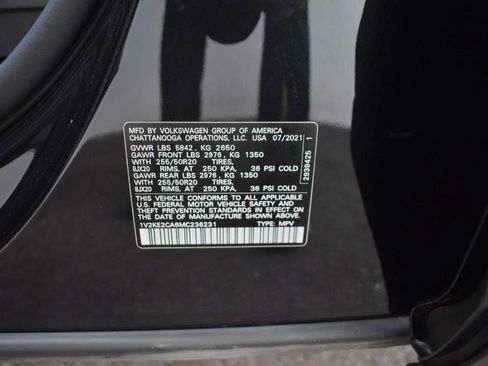 MFD BY VOLKSWAGEN GROUP OF AMERICA
CHATTANOOGA OPERATIONS, LLC. USA 07/2021
GVWR LBS 5842, KG 2650
GAWR FRONT LBS 2976, KG 1350
WITH 255/50R20 TIRES,
8JX20 RIMS, AT 250 KPA, 36 PSI COLD
GAWR REAR LBS 2976, KG 1350
WITH 255/50R20 TIRES,
8JX20 RIMS, AT 250 KPA, 36 PSI COLD
THIS VEHICLE CONFORMS TO ALL APPLICABLE
U.S. FEDERAL MOTOR VEHICLE SAFETY AND
THEFT PREVENTION STANDARDS IN EFFECT ON
THE DATE OF MANUFACTURE SHOWN ABOVE.
1V2KE2CA6MC236231 TYPE: MPV
2939425 1